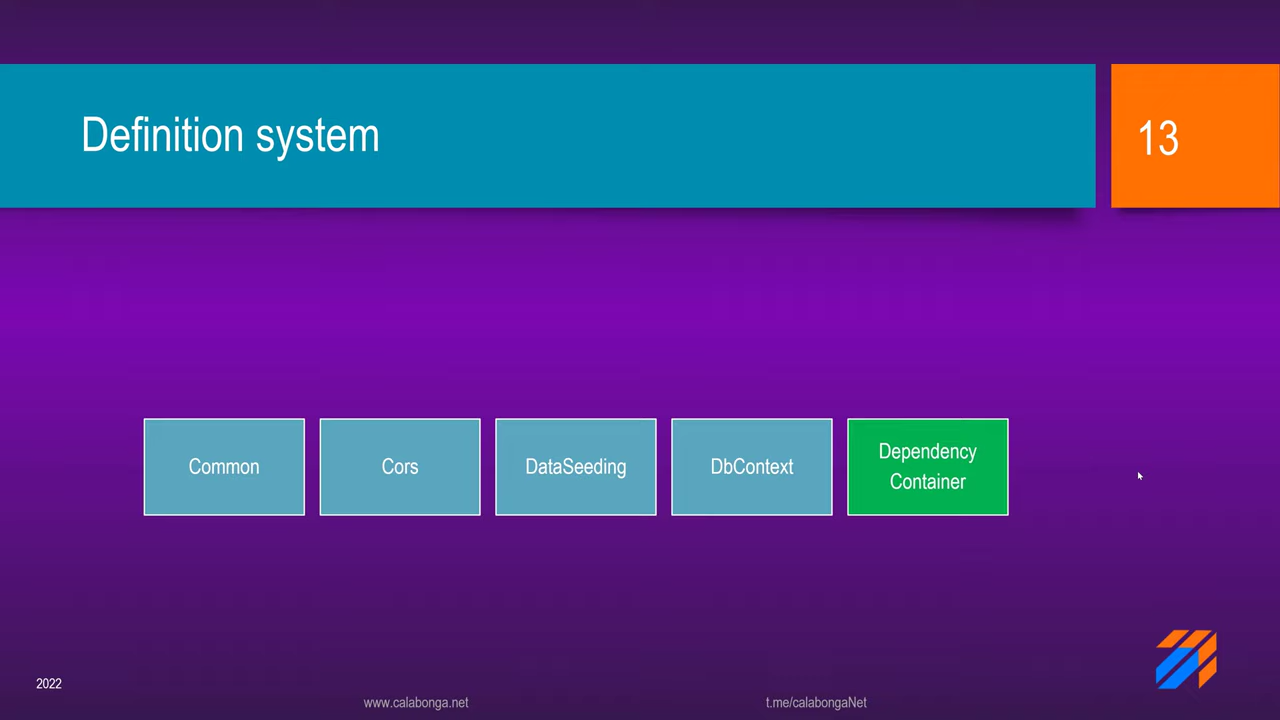 Definition system
13
Common
Cors
DataSeeding
DbContext
Dependency
Container
2022
www.calabonga.net
t.me/calabongaNet